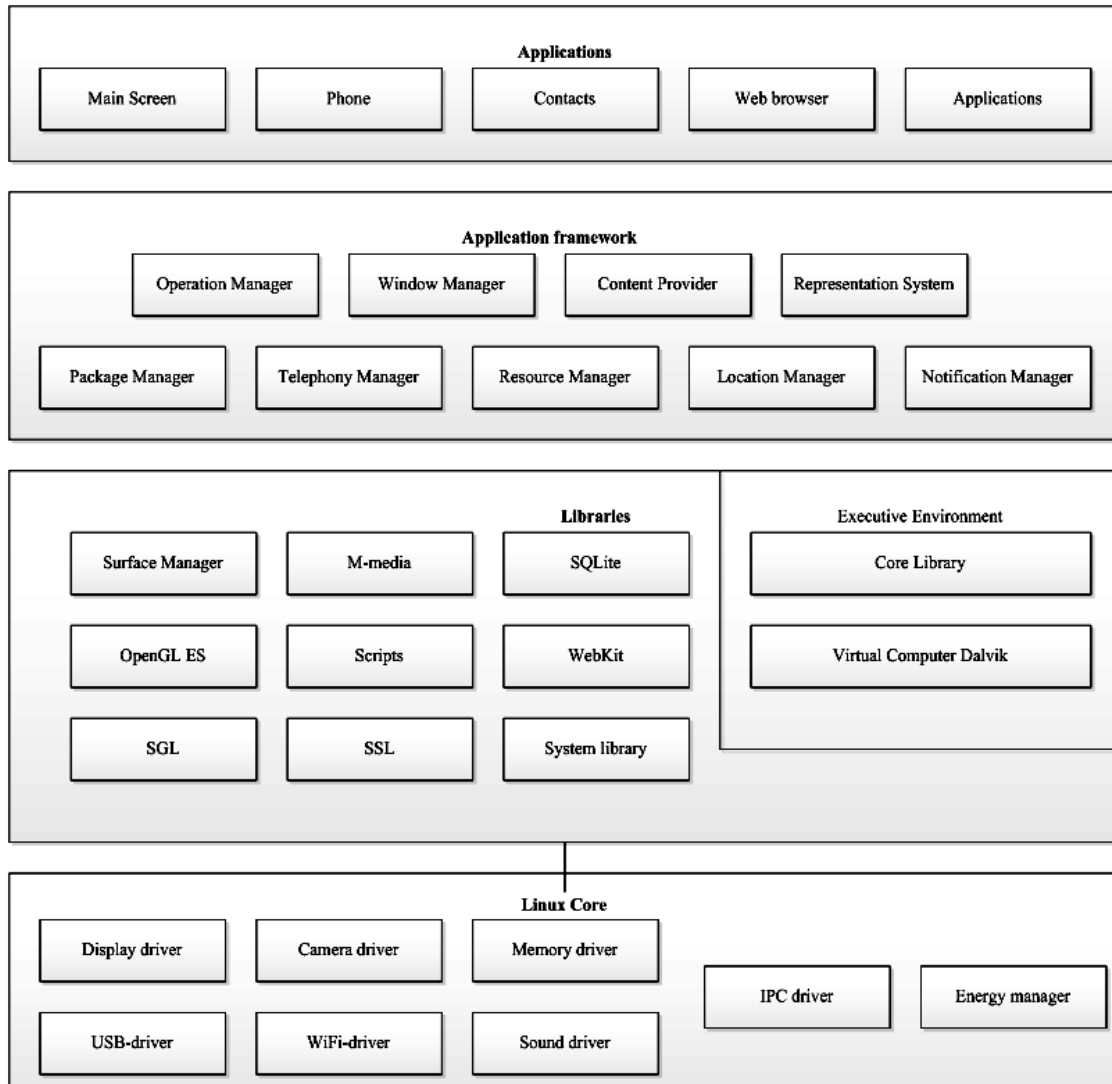 Applications
Main Screen
Phone
Contacts
Web browser
Applications
Application framework
Operation Manager
Window Manager
Content Provider
Representation System
Package Manager
Telephony Manager
Resource Manager
Location Manager
Notification Manager
Libraries
Executive Environment
Surface Manager
M-media
SQLite
Core Library
OpenGL ES
Scripts
WebKit
Virtual Computer Dalvik
SGL
SSL
System library
Linux Core
Display driver
Camera driver
Memory driver
IPC driver
Energy manager
USB-driver
WiFi-driver
Sound driver